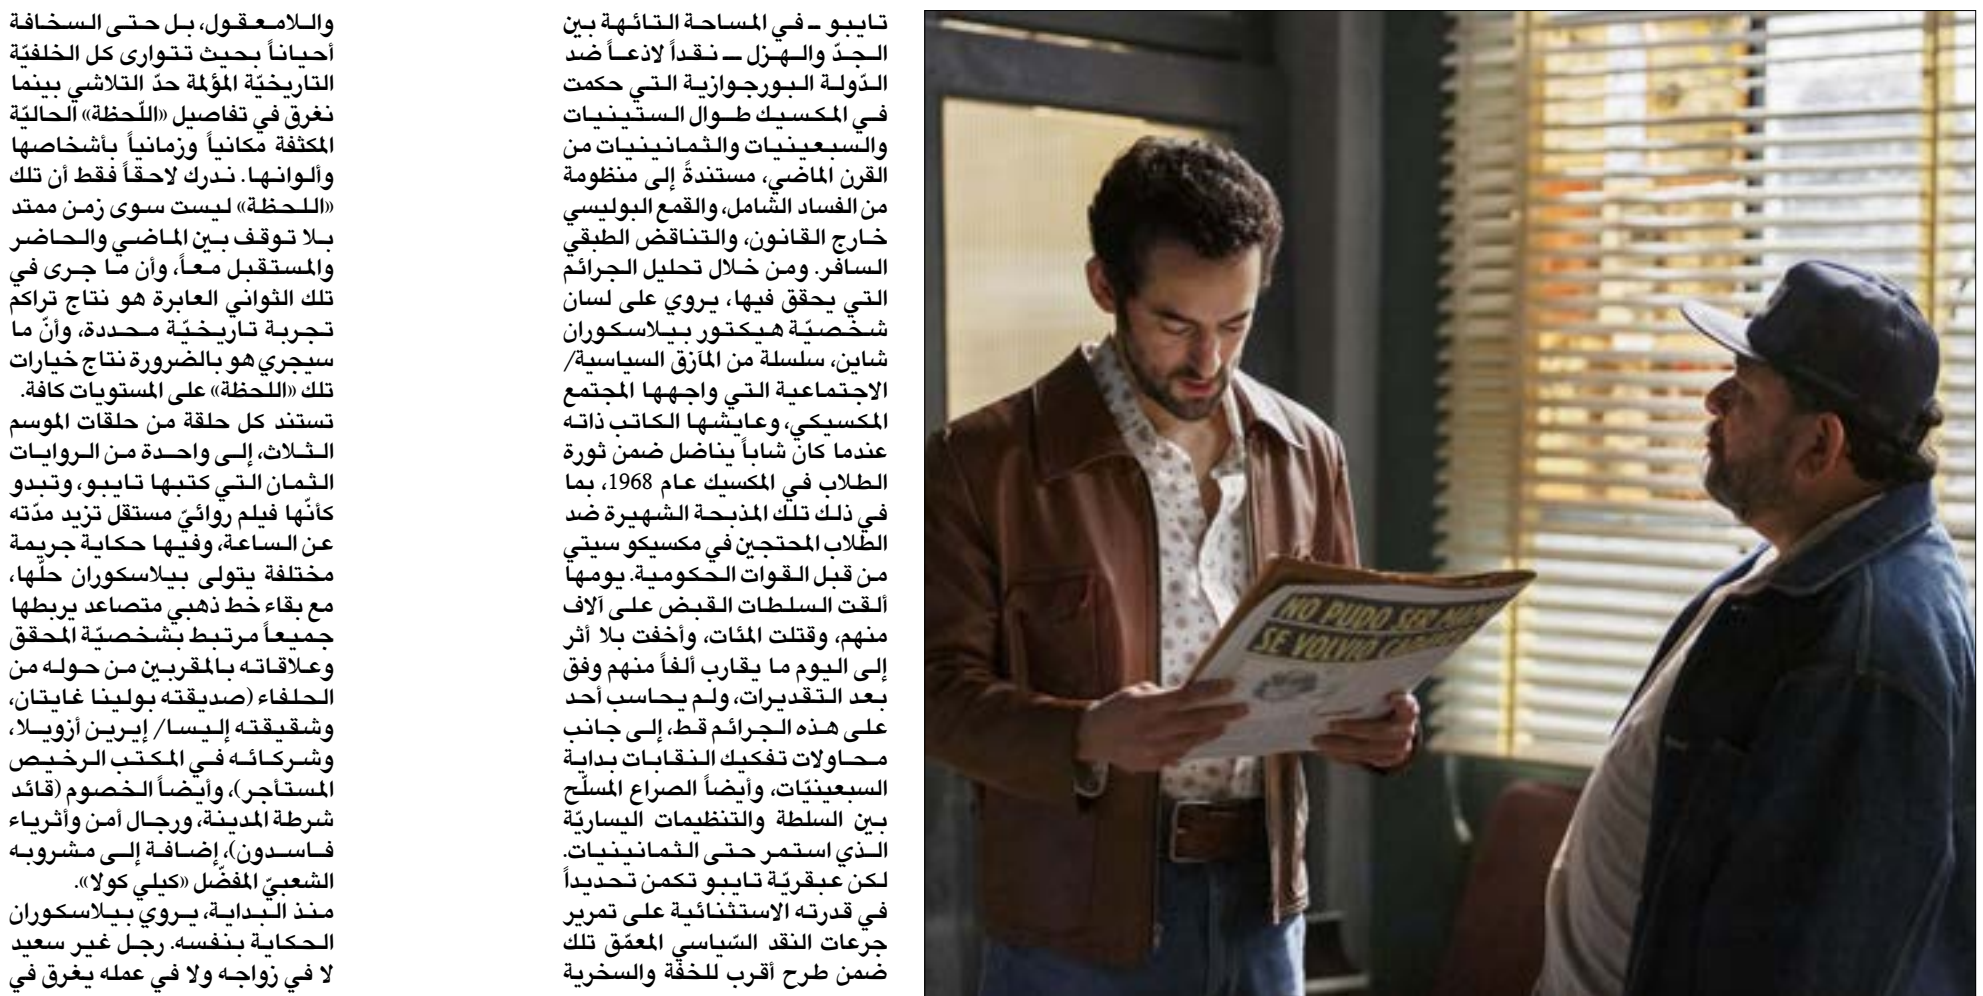 تايبو ـ في المساحة التائهة بين
الجدّ والهزل ــ نقداً لاذعاً ضد
الدّولة البورجوازية التي حكمت
في المكسيك طوال الستينيات
والسبعينيات والثمانينيات من
القرن الماضي، مستندةً إلى منظومة
من الفساد الشامل، والقمع البوليسي
خارج القانون، والتناقض الطبقي
السافر. ومن خلال تحليل الجرائم
التي يحقق فيها، يروي على لسان
شخصيّة هيكتور بيلاسكوران
شاين، سلسلة من المآزق السياسية/
الاجتماعية التي واجهها المجتمع
المكسيكي، وعايشها الكاتب ذاته
عندما كان شاباً يناضل ضمن ثورة
الطلاب في المكسيك عام 1968، بما
في ذلك تلك المذبحة الشهيرة ضد
الطلاب المحتجين في مكسيكو سيتي
من قبل القوات الحكومية. يومها
ألقت السلطات القبض على آلاف
منهم، وقتلت المئات، وأخفت بلا أثر
إلى اليوم ما يقارب ألفاً منهم وفق
بعد التقديرات، ولم يحاسب أحد
على هذه الجرائم قط، إلى جانب
محاولات تفكيك النقابات بداية
السبعينيّات، وأيضاً الصراع المسلّح
بين السلطة والتنظيمات اليساريّة
الذي استمر حتى الثمانينيات.
لكن عبقريّة تايبو تكمن تحديداً
في قدرته الاستثنائية على تمرير
جرعات النقد السّياسي المعمّق تلك
ضمن طرح أقرب للخفة والسخرية
واللامعقول، بل حتى السخافة
أحياناً بحيث تتوارى كل الخلفيّة
التاريخيّة المؤلمة حدّ التلاشي بينما
نغرق في تفاصيل «اللّحظة» الحاليّة
المكثفة مكانياً وزمانياً بأشخاصها
وألوانها. ندرك لاحقاً فقط أن تلك
«اللحظة» ليست سوى زمن ممتد
بلا توقف بين الماضي والحاضر
والمستقبل معاً، وأن ما جرى في
تلك الثواني العابرة هو نتاج تراكم
تجربة تاريخيّة محددة، وأنّ ما
سيجري هو بالضرورة نتاج خيارات
تلك «اللحظة» على المستويات كافة.
تستند كل حلقة من حلقات الموسم
الثلاث، إلى واحدة من الروايات
الثمان التي كتبها تايبو، وتبدو
كأنّها فيلم روائيّ مستقل تزيد مدّته
عن الساعة، وفيها حكاية جريمة
مختلفة يتولى بيلاسكوران حلّها،
مع بقاء خط ذهبي متصاعد يربطها
جميعاً مرتبط بشخصيّة المحقق
وعلاقاته بالمقربين من حوله من
الحلفاء (صديقته بولينا غايتان،
وشقيقته إليسا/ إيرين أزويلا،
وشركائه في المكتب الرخيص
المستأجر)، وأيضاً الخصوم (قائد
شرطة المدينة، ورجال أمن وأثرياء
فاسدون)، إضافة إلى مشروبه
الشعبيّ المفضّل «كيلي كولا».
منذ البداية، يروي بيلاسكوران
الحكاية بنفسه. رجل غير سعيد
لا في زواجه ولا في عمله يغرق في
NO PUDO SER
SE VOLVIO